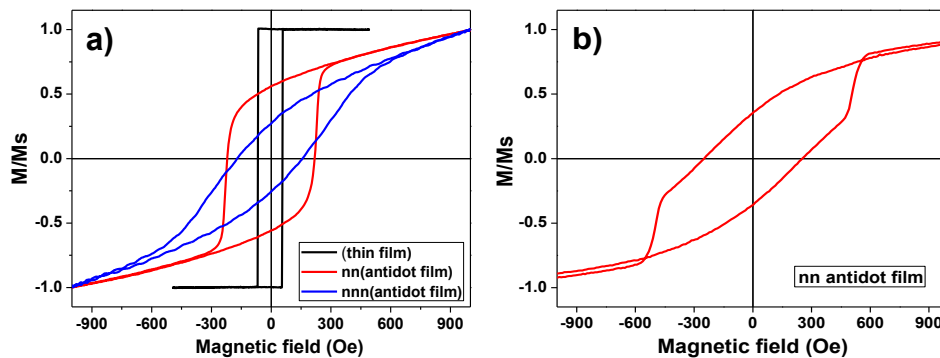 a)
1.0
0.5
0.0
-0.5
-1.0
M/Ms
-900 -600 -300 0 300 600 900
Magnetic field (Oe)
(thin film)
nn(antidot film)
nnn(antidot film)
b)
1.0
0.5
0.0
-0.5
-1.0
M/Ms
-900 -600 -300 0 300 600 900
Magnetic field (Oe)
nn antidot film